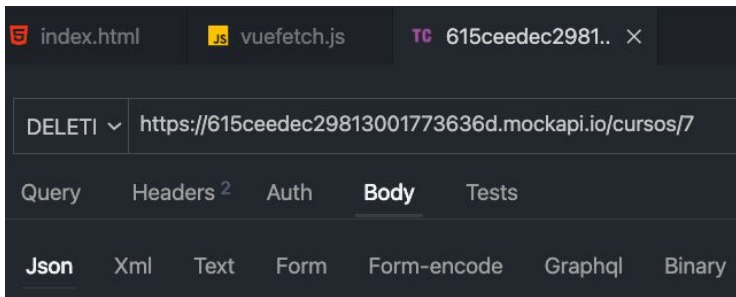 index.html JS vuefetch.js TC 615ceedec2981.. ×
DELETI https://615ceedec29813001773636d.mockapi.io/cursos/7
Query Headers 2 Auth Body Tests
Json Xml Text Form Form-encode Graphql Binary